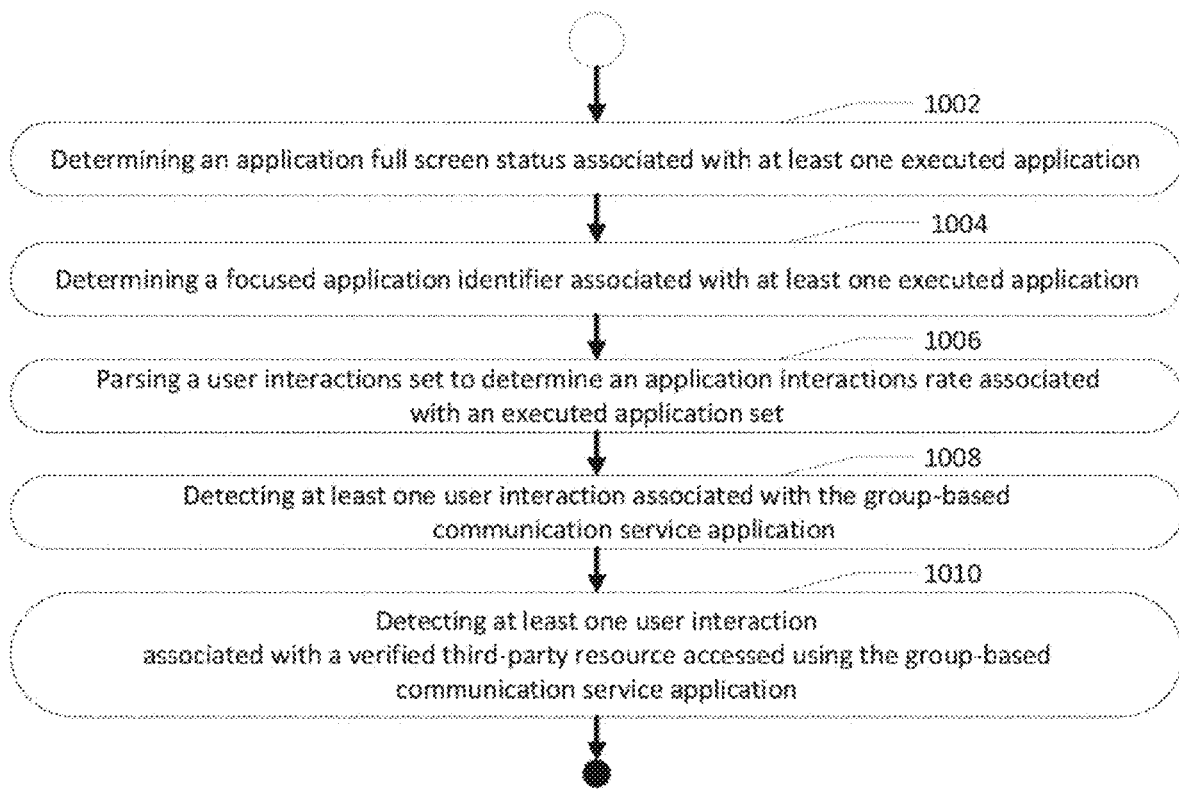 1002
Determining an application full screen status associated with at least one executed application
1004
Determining a focused application identifier associated with at least one executed application
1006
Parsing a user interactions set to determine an application interactions rate associated
with an executed application set
1008
Detecting at least one user interaction associated with the group-based
communication service application
1010
Detecting at least one user interaction
associated with a verified third-party resource accessed using the group-based
communication service application